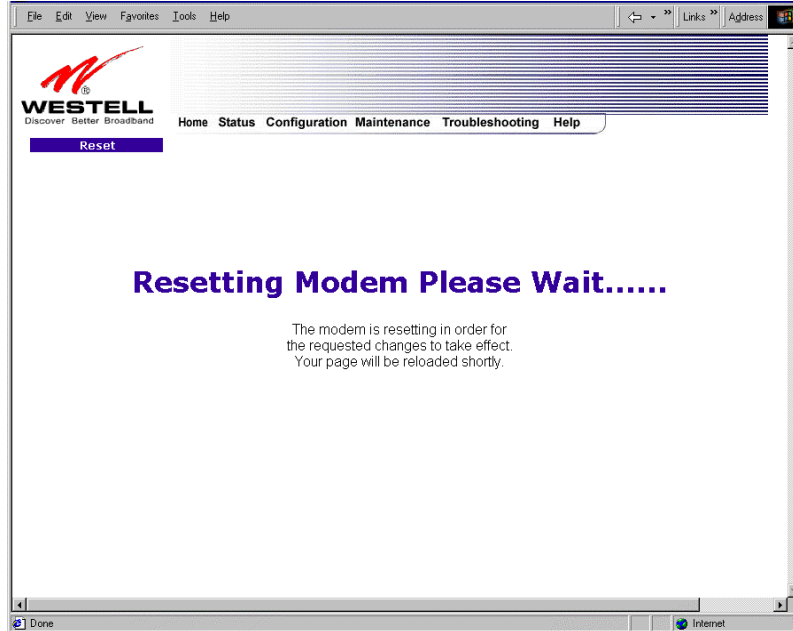 File Edit View Favorites Tools Help
» Links » Address
®
WESTELL
Discover Better Broadband
Home Status Configuration Maintenance Troubleshooting Help
Reset
Resetting Modem Please Wait......
The modem is resetting in order for
the requested changes to take effect.
Your page will be reloaded shortly.
Done
Internet